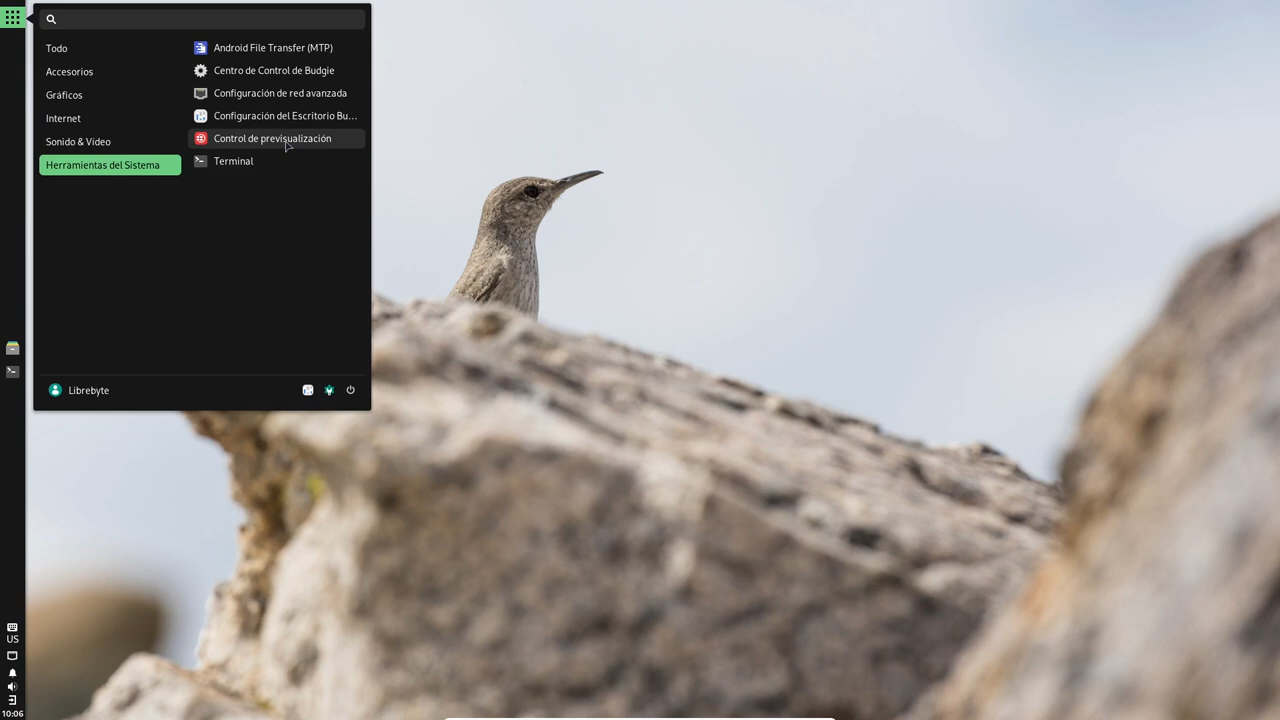 Todo
Accesorios
Gráficos
Internet
Sonido & Video
Herramientas del Sistema
Android File Transfer (MTP)
Centro de Control de Budgie
Configuración de red avanzada
Configuración del Escritorio Bu...
Control de previsualización
Terminal
Librebyte
US
10:06